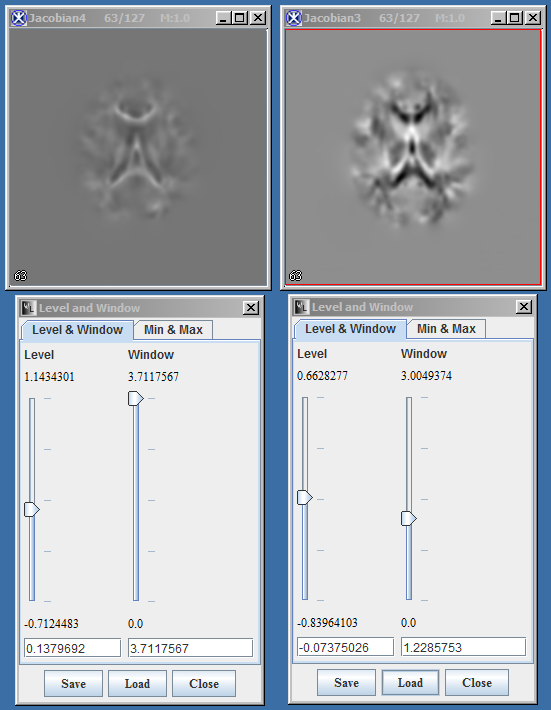 Jacobian4 63/127 M:1.0
63
Jacobian3 63/127 M:1.0
63
Level and Window
Level & Window Min & Max
Level Window
1.1434301 3.7117567
-0.7124483 0.0
0.1379692 3.7117567
Save Load Close
Level and Window
Level & Window Min & Max
Level Window
0.6628277 3.0049374
-0.83964103 0.0
-0.07375026 1.2285753
Save Load Close